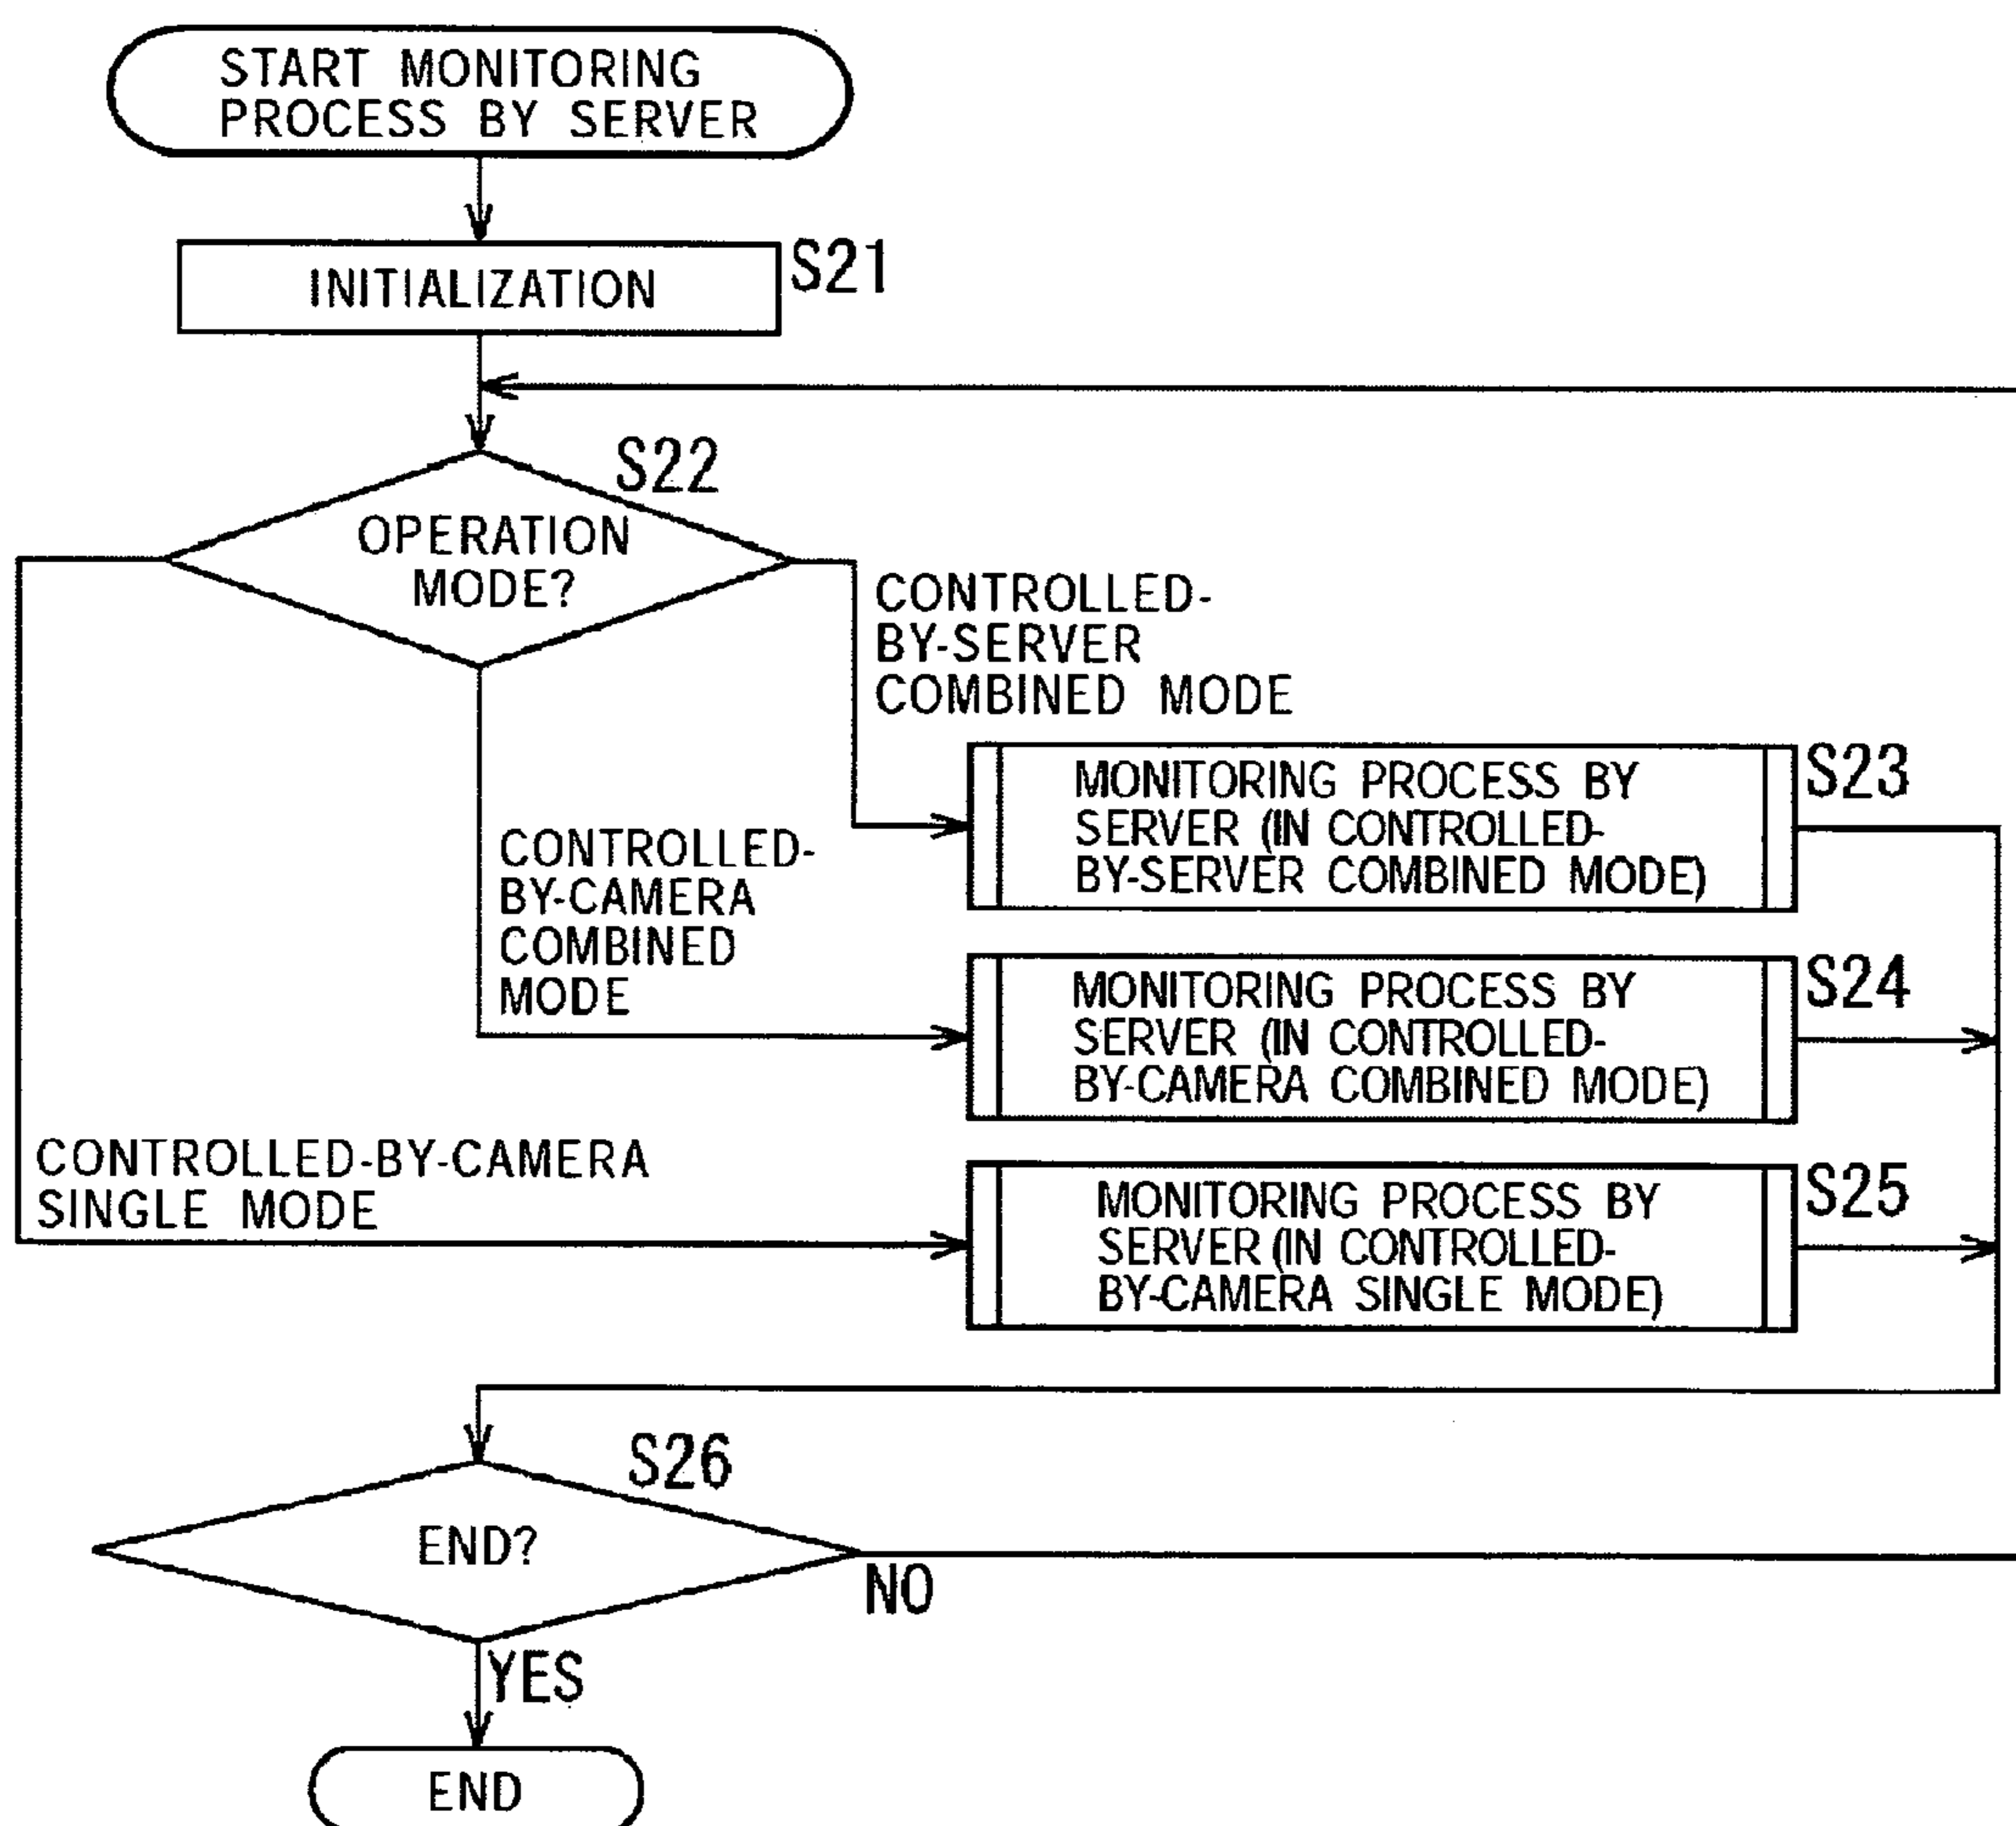 START MONITORING
PROCESS BY SERVER
INITIALIZATION
S21
S22
OPERATION
MODE?
CONTROLLED-
BY-SERVER
COMBINED MODE
MONITORING PROCESS BY
SERVER (IN CONTROLLED-
BY-SERVER COMBINED MODE)
S23
CONTROLLED-
BY-CAMERA
COMBINED
MODE
MONITORING PROCESS BY
SERVER (IN CONTROLLED-
BY-CAMERA COMBINED MODE)
S24
CONTROLLED-BY-CAMERA
SINGLE MODE
MONITORING PROCESS BY
SERVER (IN CONTROLLED-
BY-CAMERA SINGLE MODE)
S25
S26
END?
NO
YES
END